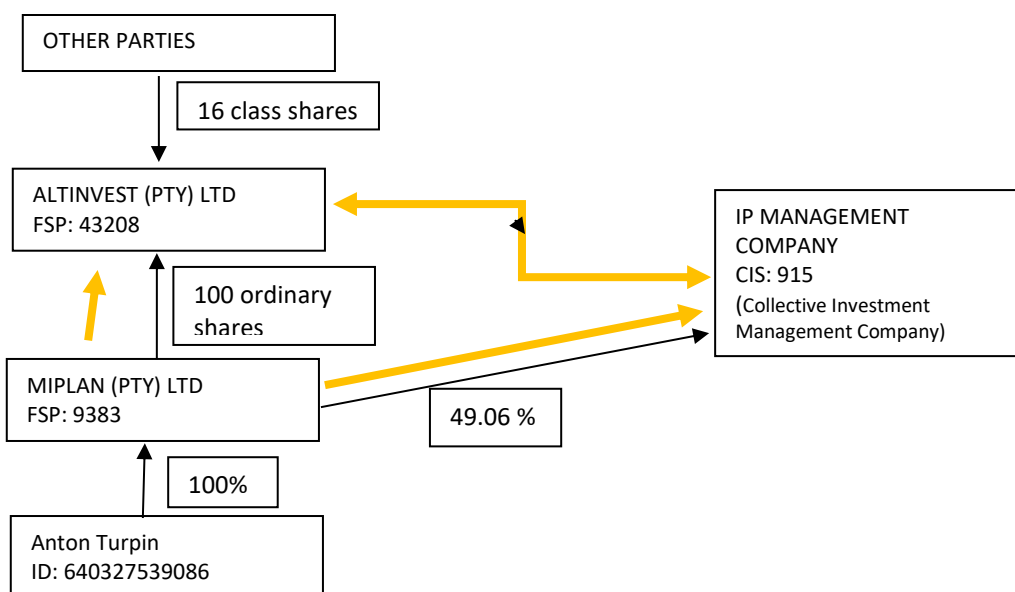 OTHER PARTIES
16 class shares
ALTINVEST (PTY) LTD
FSP: 43208
IP MANAGEMENT
COMPANY
CIS: 915
(Collective Investment
Management Company)
100 ordinary
shares
MIPLAN (PTY) LTD
FSP: 9383
49.06 %
100%
Anton Turpin
ID: 640327539086